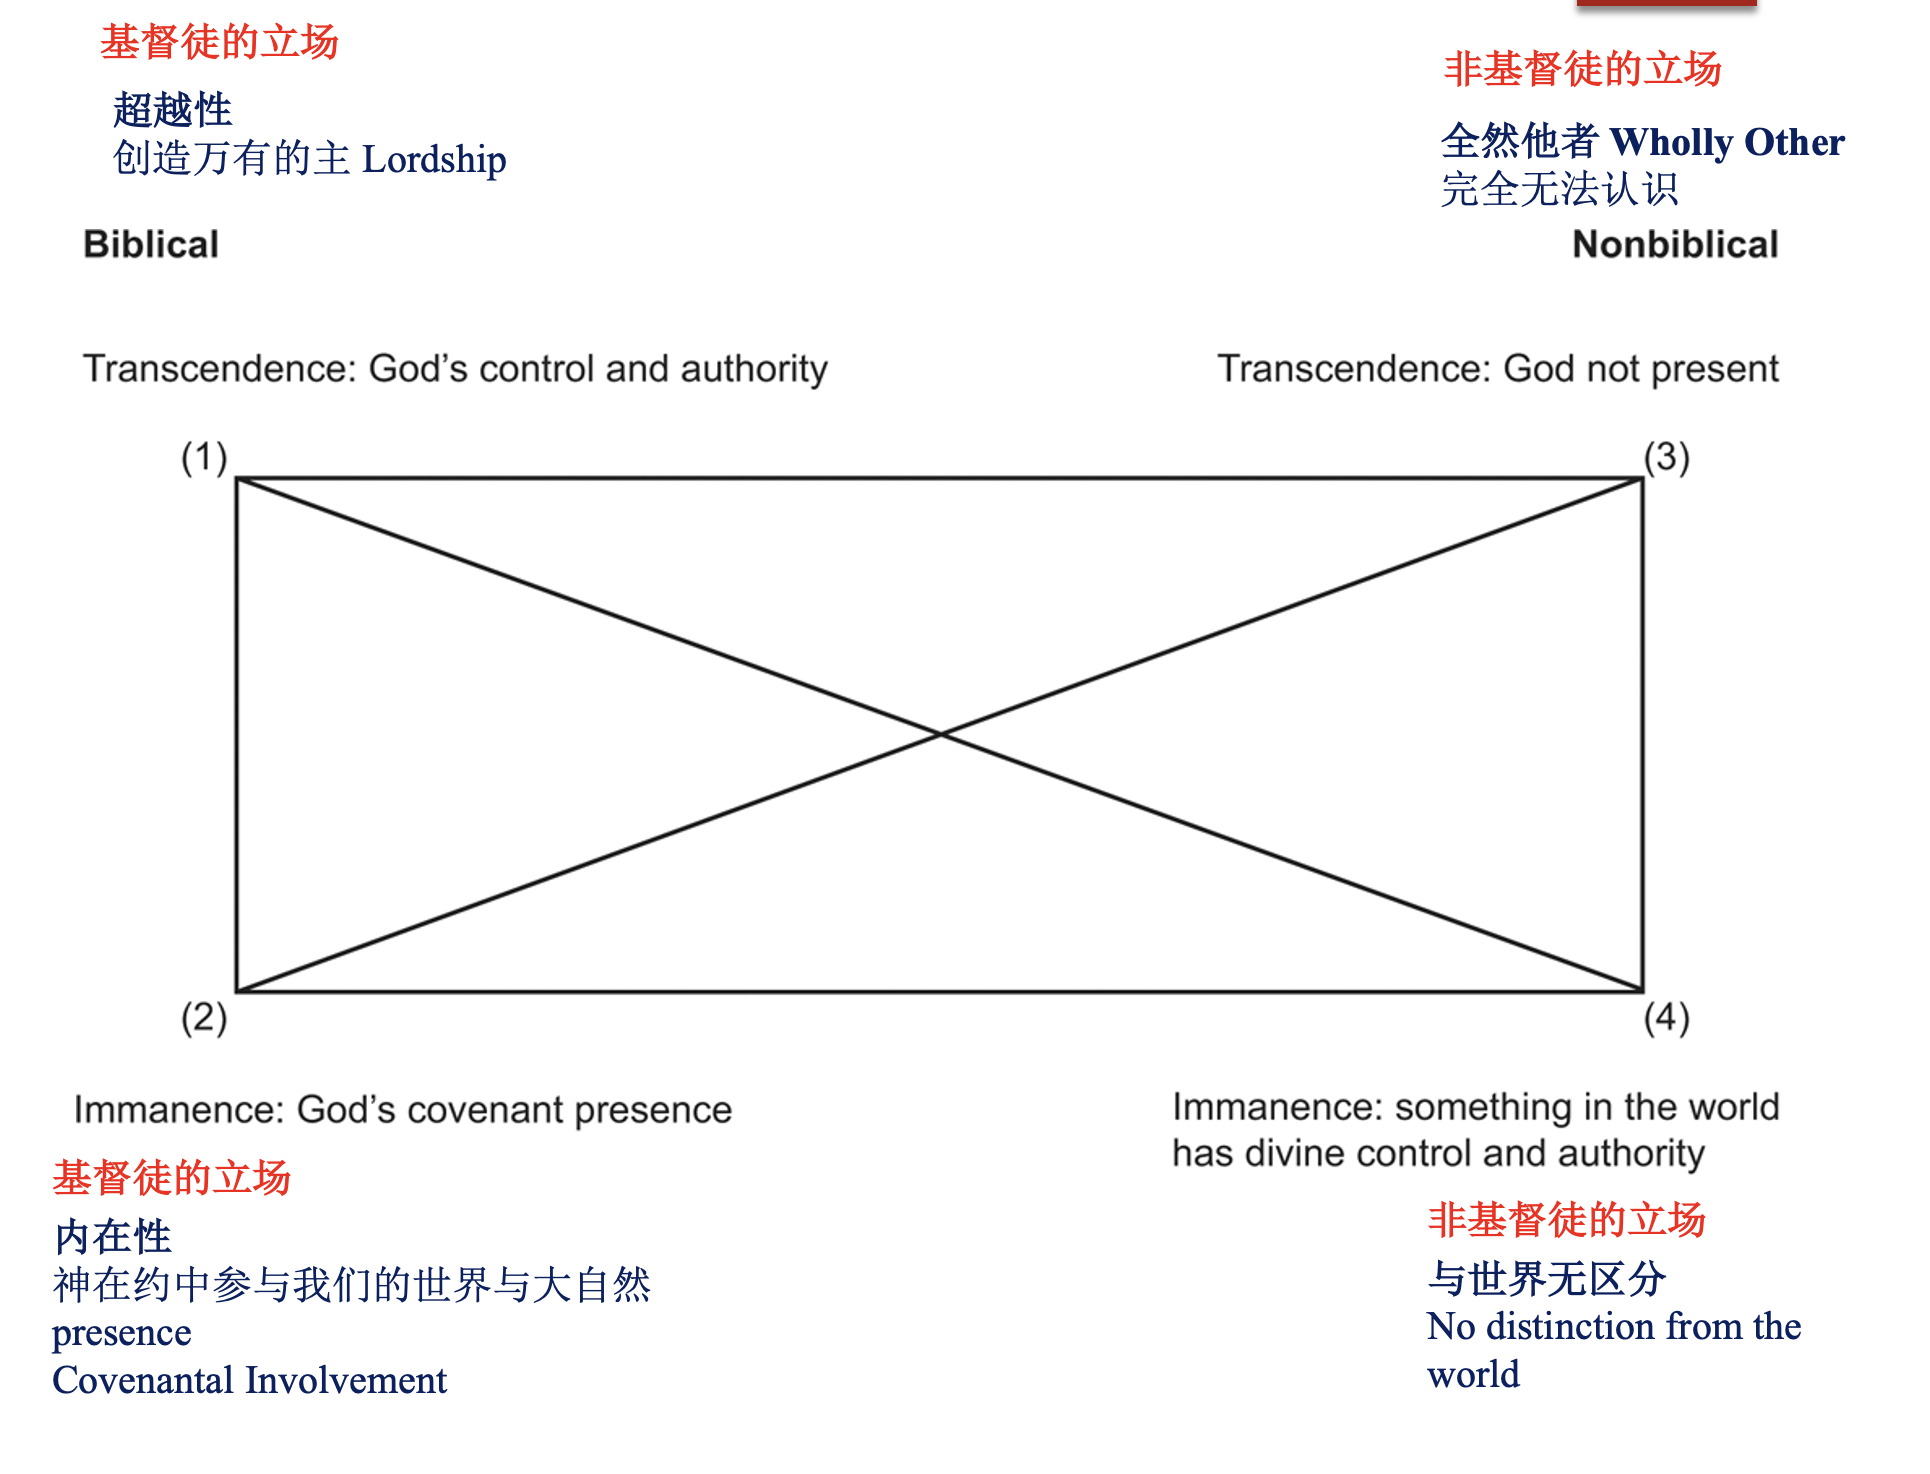 基督徒的立场
超越性
创造万有的主 Lordship
非基督徒的立场
全然他者 Wholly Other
完全无法认识
Biblical
Nonbiblical
Transcendence: God’s control and authority
Transcendence: God not present
(1)
(3)
(2)
(4)
Immanence: God’s covenant presence
Immanence: something in the world
has divine control and authority
基督徒的立场
内在性
神在约中参与我们的世界与大自然
presence
Covenantal Involvement
非基督徒的立场
与世界无区分
No distinction from the
world